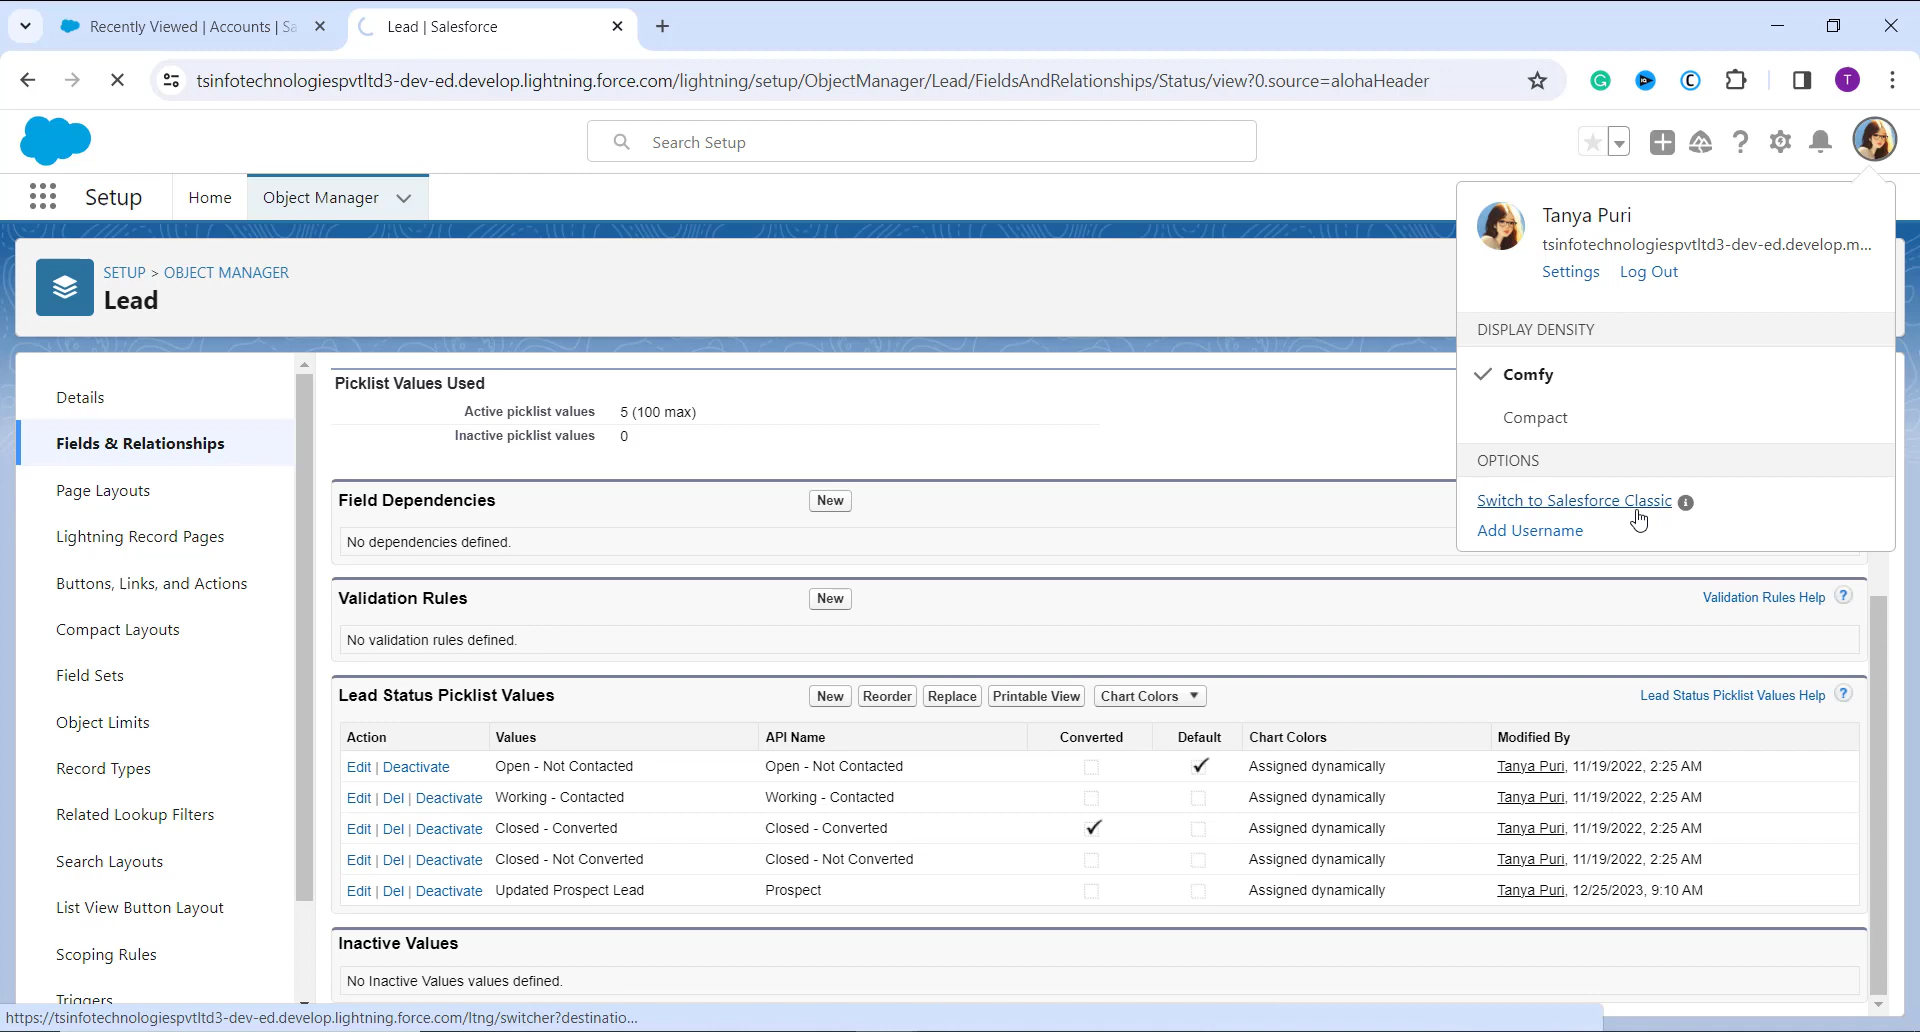 Recently Viewed | Accounts | Sa
Lead | Salesforce
tsinfotechnologiespvtltd3-dev-ed.develop.lightning.force.com/lightning/setup/ObjectManager/Lead/FieldsAndRelationships/Status/view?0.source=alohaHeader
T
Search Setup
Setup
Home
Object Manager
SETUP > OBJECT MANAGER
Lead
Tanya Puri
tsinfotechnologiespvtltd3-dev-ed.develop.m...
Settings Log Out
DISPLAY DENSITY
Comfy
Compact
OPTIONS
Switch to Salesforce Classic
Add Username
Details
Fields & Relationships
Page Layouts
Lightning Record Pages
Buttons, Links, and Actions
Compact Layouts
Field Sets
Object Limits
Record Types
Related Lookup Filters
Search Layouts
List View Button Layout
Scoping Rules
Triggers
Picklist Values Used
Active picklist values 5 (100 max)
Inactive picklist values 0
Field Dependencies New
No dependencies defined.
Validation Rules New Validation Rules Help ?
No validation rules defined.
Lead Status Picklist Values New Reorder Replace Printable View Chart Colors Lead Status Picklist Values Help ?
Action Values API Name Converted Default Chart Colors Modified By
Edit | Deactivate Open - Not Contacted Open - Not Contacted Assigned dynamically Tanya Puri, 11/19/2022, 2:25 AM
Edit | Del | Deactivate Working - Contacted Working - Contacted Assigned dynamically Tanya Puri, 11/19/2022, 2:25 AM
Edit | Del | Deactivate Closed - Converted Closed - Converted Assigned dynamically Tanya Puri, 11/19/2022, 2:25 AM
Edit | Del | Deactivate Closed - Not Converted Closed - Not Converted Assigned dynamically Tanya Puri, 11/19/2022, 2:25 AM
Edit | Del | Deactivate Updated Prospect Lead Prospect Assigned dynamically Tanya Puri, 12/25/2023, 9:10 AM
Inactive Values
No Inactive Values values defined.
https://tsinfotechnologiespvtltd3-dev-ed.develop.lightning.force.com/ltng/switcher?destinatio...